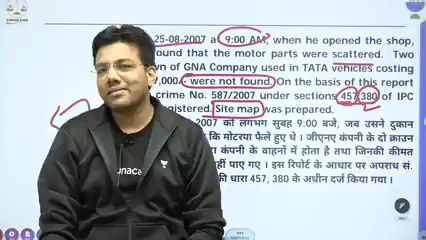 25-08-2007 a 9:00 AM, when he opened the shop,
ound that the motor parts were scattered. Two
wn of GNA Company used in TATA vehicles costing
7,000/- were not found. On the basis of this report
crime No. 587/2007 under sections 457, 380 of IPC
egistered. Site map was prepared.
2007 को लगभग सुबह 9:00 बजे, जब उसने दुकान
कि मोटरपार्ट फैले हुए थे। जीएनए कंपनी के दो क्राउन
कंपनी के वाहनों में होता है तथा जिनकी कीमत
हीं पाए गए । इस रिपोर्ट के आधार पर अपराध सं.
की धारा 457, 380 के अधीन दर्ज किया गया ।
unaca